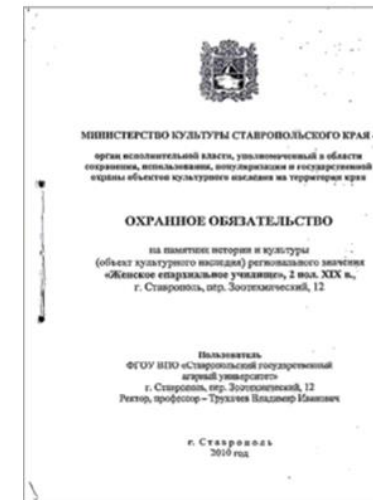 МИНИСТЕРСТВО КУЛЬТУРЫ СТАВРОПОЛЬСКОГО КРАЯ
орган исполнительной власти, уполномоченный в области
сохранения, использования, популяризации и государственной
охраны объектов культурного наследия на территории края
ОХРАННОЕ ОБЯЗАТЕЛЬСТВО
на памятник истории и культуры
(объект культурного наследия) регионального значения
«Женское епархиальное училище», 2 пол. XIX в.,
г. Ставрополь, пер. Зоотехнический, 12
Пользователь
ФГОУ ВПО «Ставропольский государственный
аграрный университет»
г. Ставрополь, пер. Зоотехнический, 12
Ректор, профессор – Трухачев Владимир Иванович
г. Ставрополь
2010 год